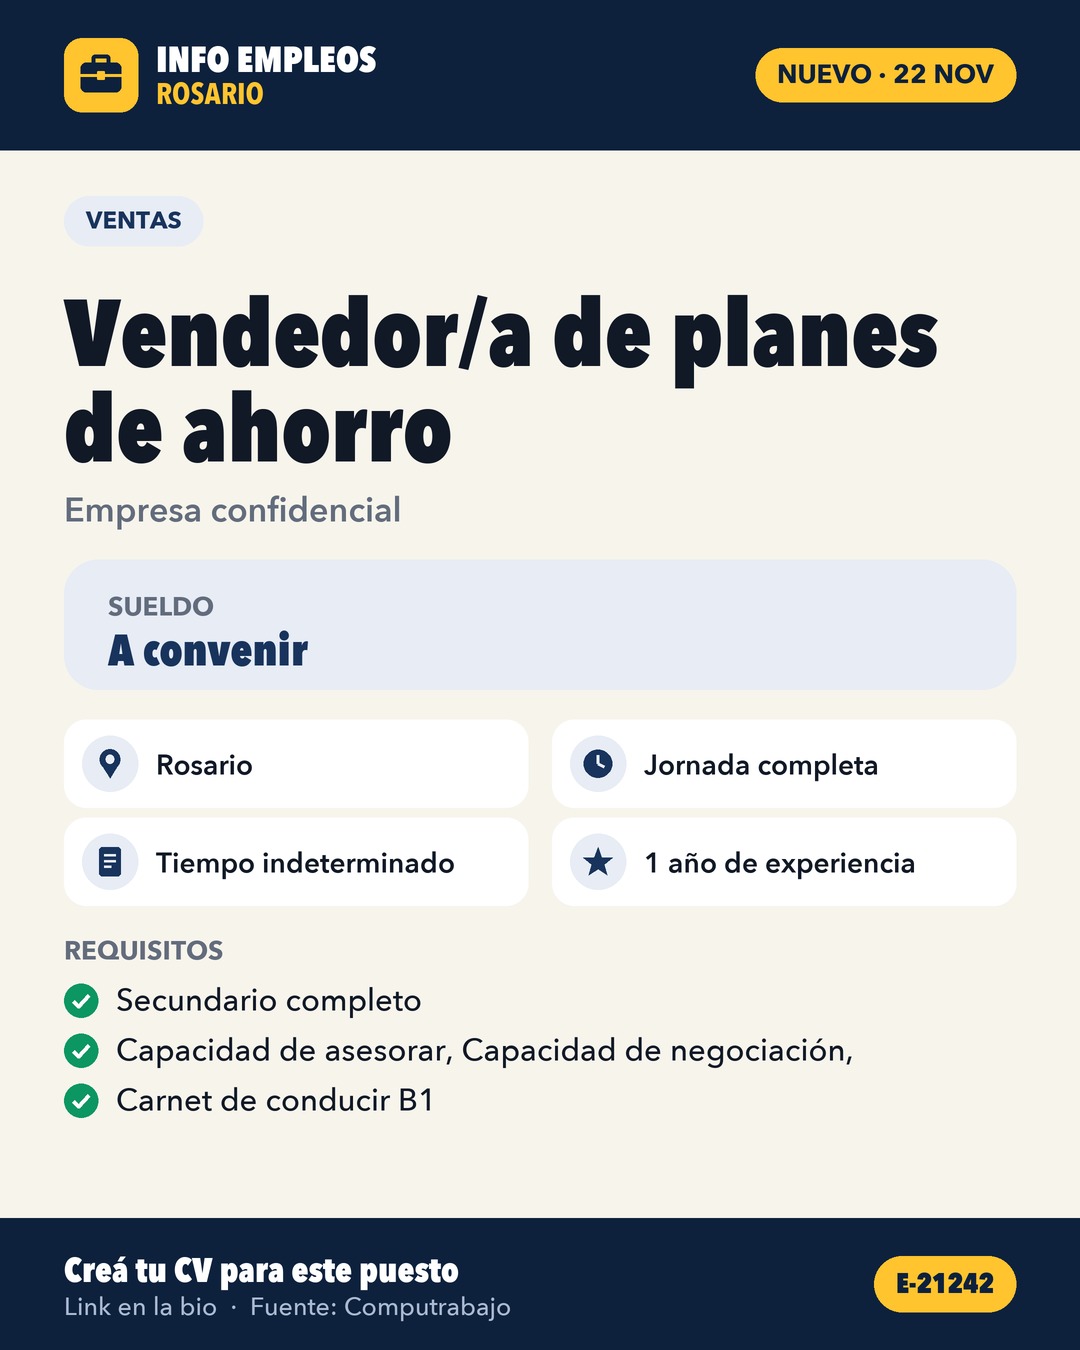 INFO EMPLEOS
ROSARIO
NUEVO · 22 NOV
VENTAS
Vendedor/a de planes
de ahorro
Empresa confidencial
SUELDO
A convenir
Rosario
Jornada completa
Tiempo indeterminado
1 año de experiencia
REQUISITOS
Secundario completo
Capacidad de asesorar, Capacidad de negociación,
Carnet de conducir B1
Creá tu CV para este puesto
Link en la bio · Fuente: Computrabajo
E-21242